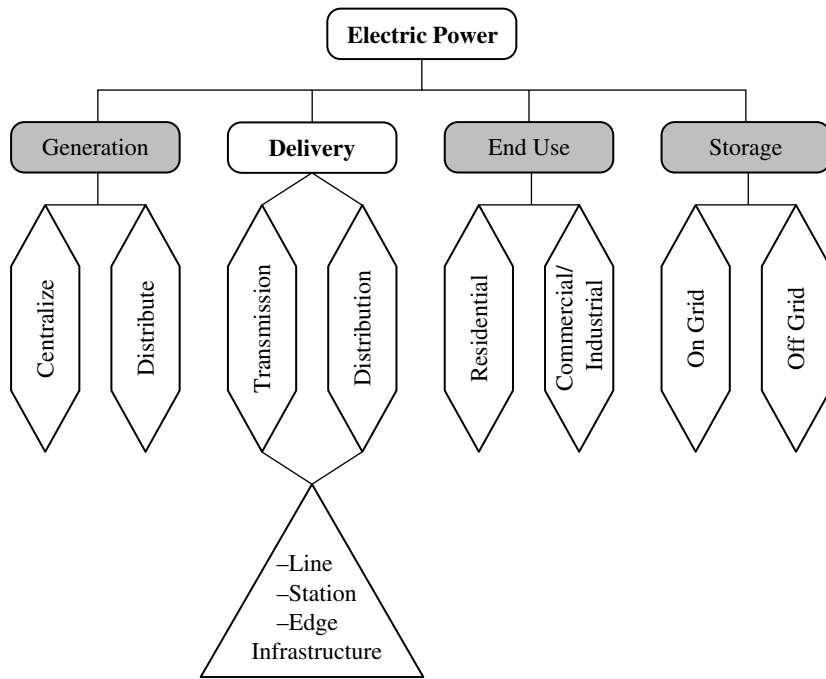 Electric Power
Generation
Delivery
End Use
Storage
Centralize
Distribute
Transmission
Distribution
Residential
Commercial/
Industrial
On Grid
Off Grid
–Line
–Station
–Edge
Infrastructure